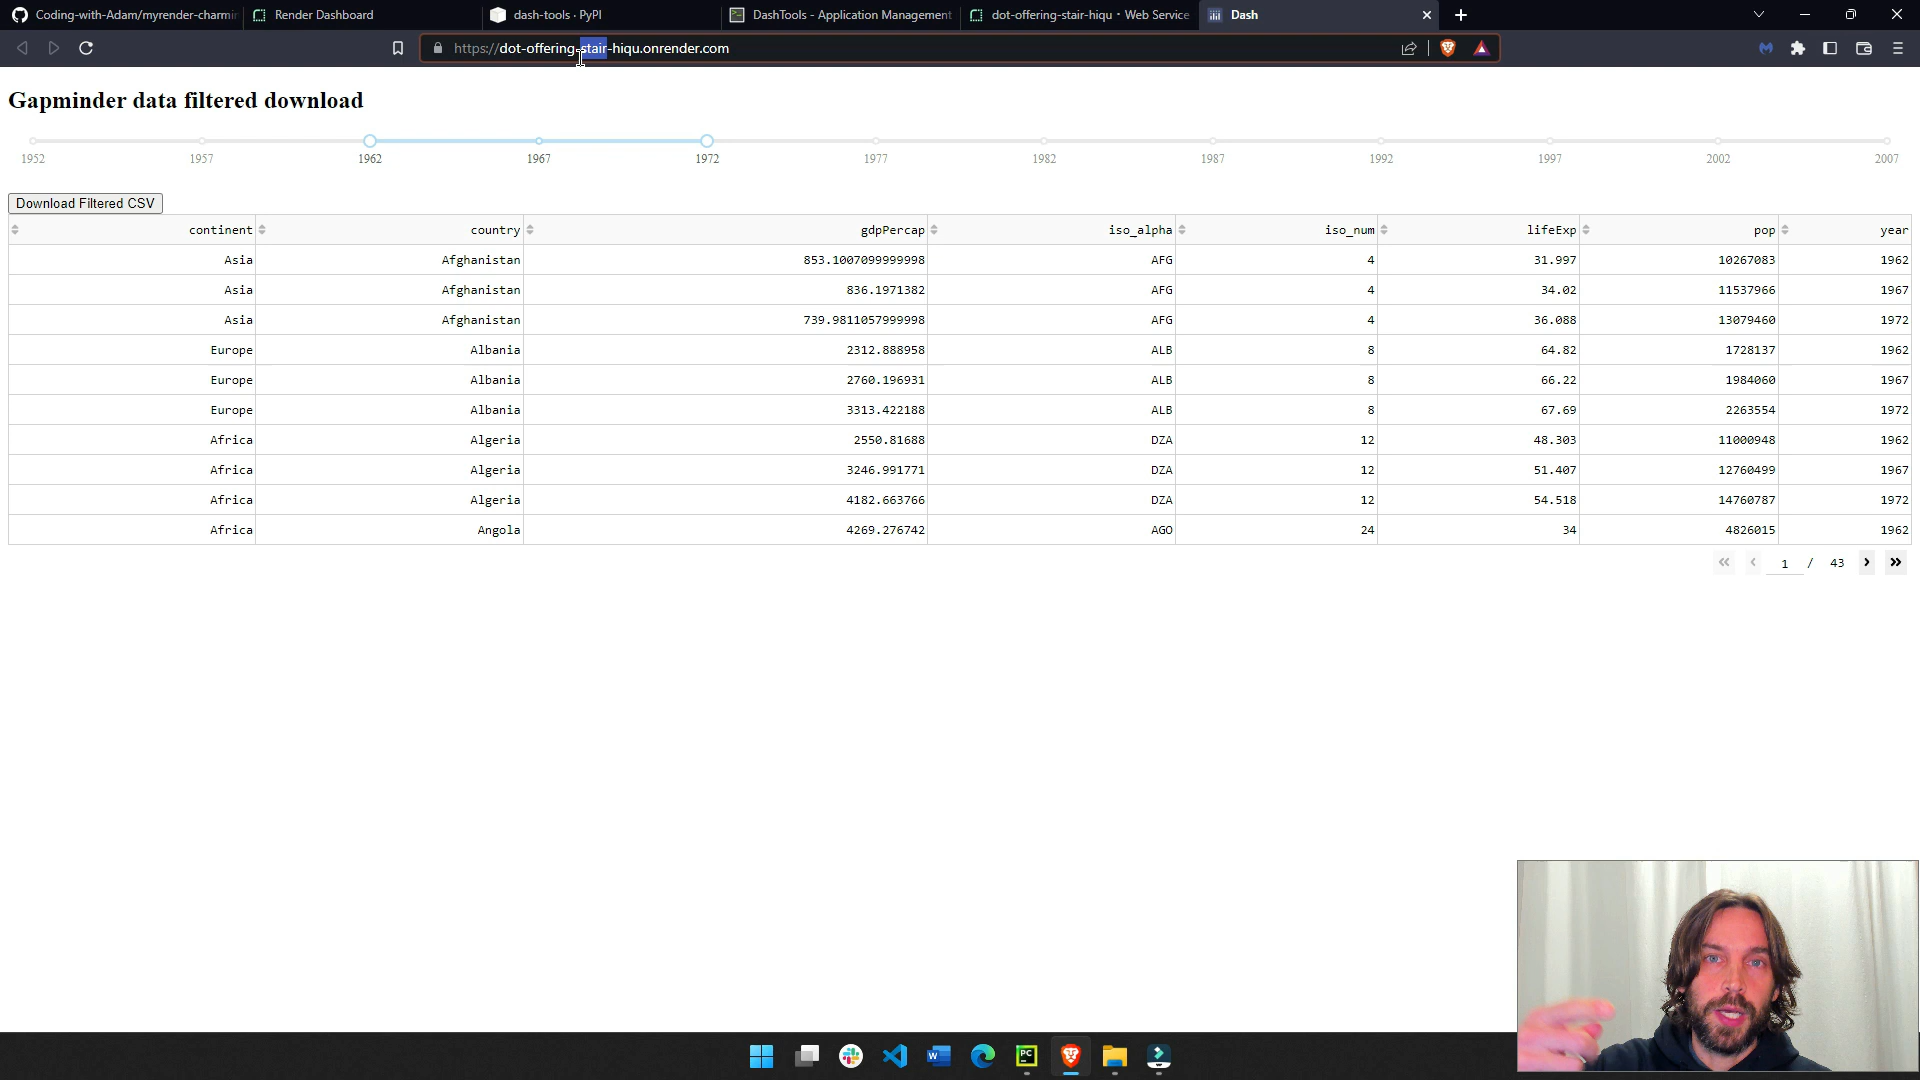 Coding-with-Adam/myrender-charmin
Render Dashboard
dash-tools · PyPI
DashTools - Application Management
dot-offering-stair-hiqu · Web Service
Dash
https://dot-offering-stair-hiqu.onrender.com
Gapminder data filtered download
1952 1957 1962 1967 1972 1977 1982 1987 1992 1997 2002 2007
Download Filtered CSV
continent country gdpPercap iso_alpha iso_num lifeExp pop year
Asia Afghanistan 853.1007099999998 AFG 4 31.997 10267083 1962
Asia Afghanistan 836.1971382 AFG 4 34.02 11537966 1967
Asia Afghanistan 739.9811057999998 AFG 4 36.088 13079460 1972
Europe Albania 2312.888958 ALB 8 64.82 1728137 1962
Europe Albania 2760.196931 ALB 8 66.22 1984060 1967
Europe Albania 3313.422188 ALB 8 67.69 2263554 1972
Africa Algeria 2550.81688 DZA 12 48.303 11000948 1962
Africa Algeria 3246.991771 DZA 12 51.407 12760499 1967
Africa Algeria 4182.663766 DZA 12 54.518 14760787 1972
Africa Angola 4269.276742 AGO 24 34 4826015 1962
1 / 43